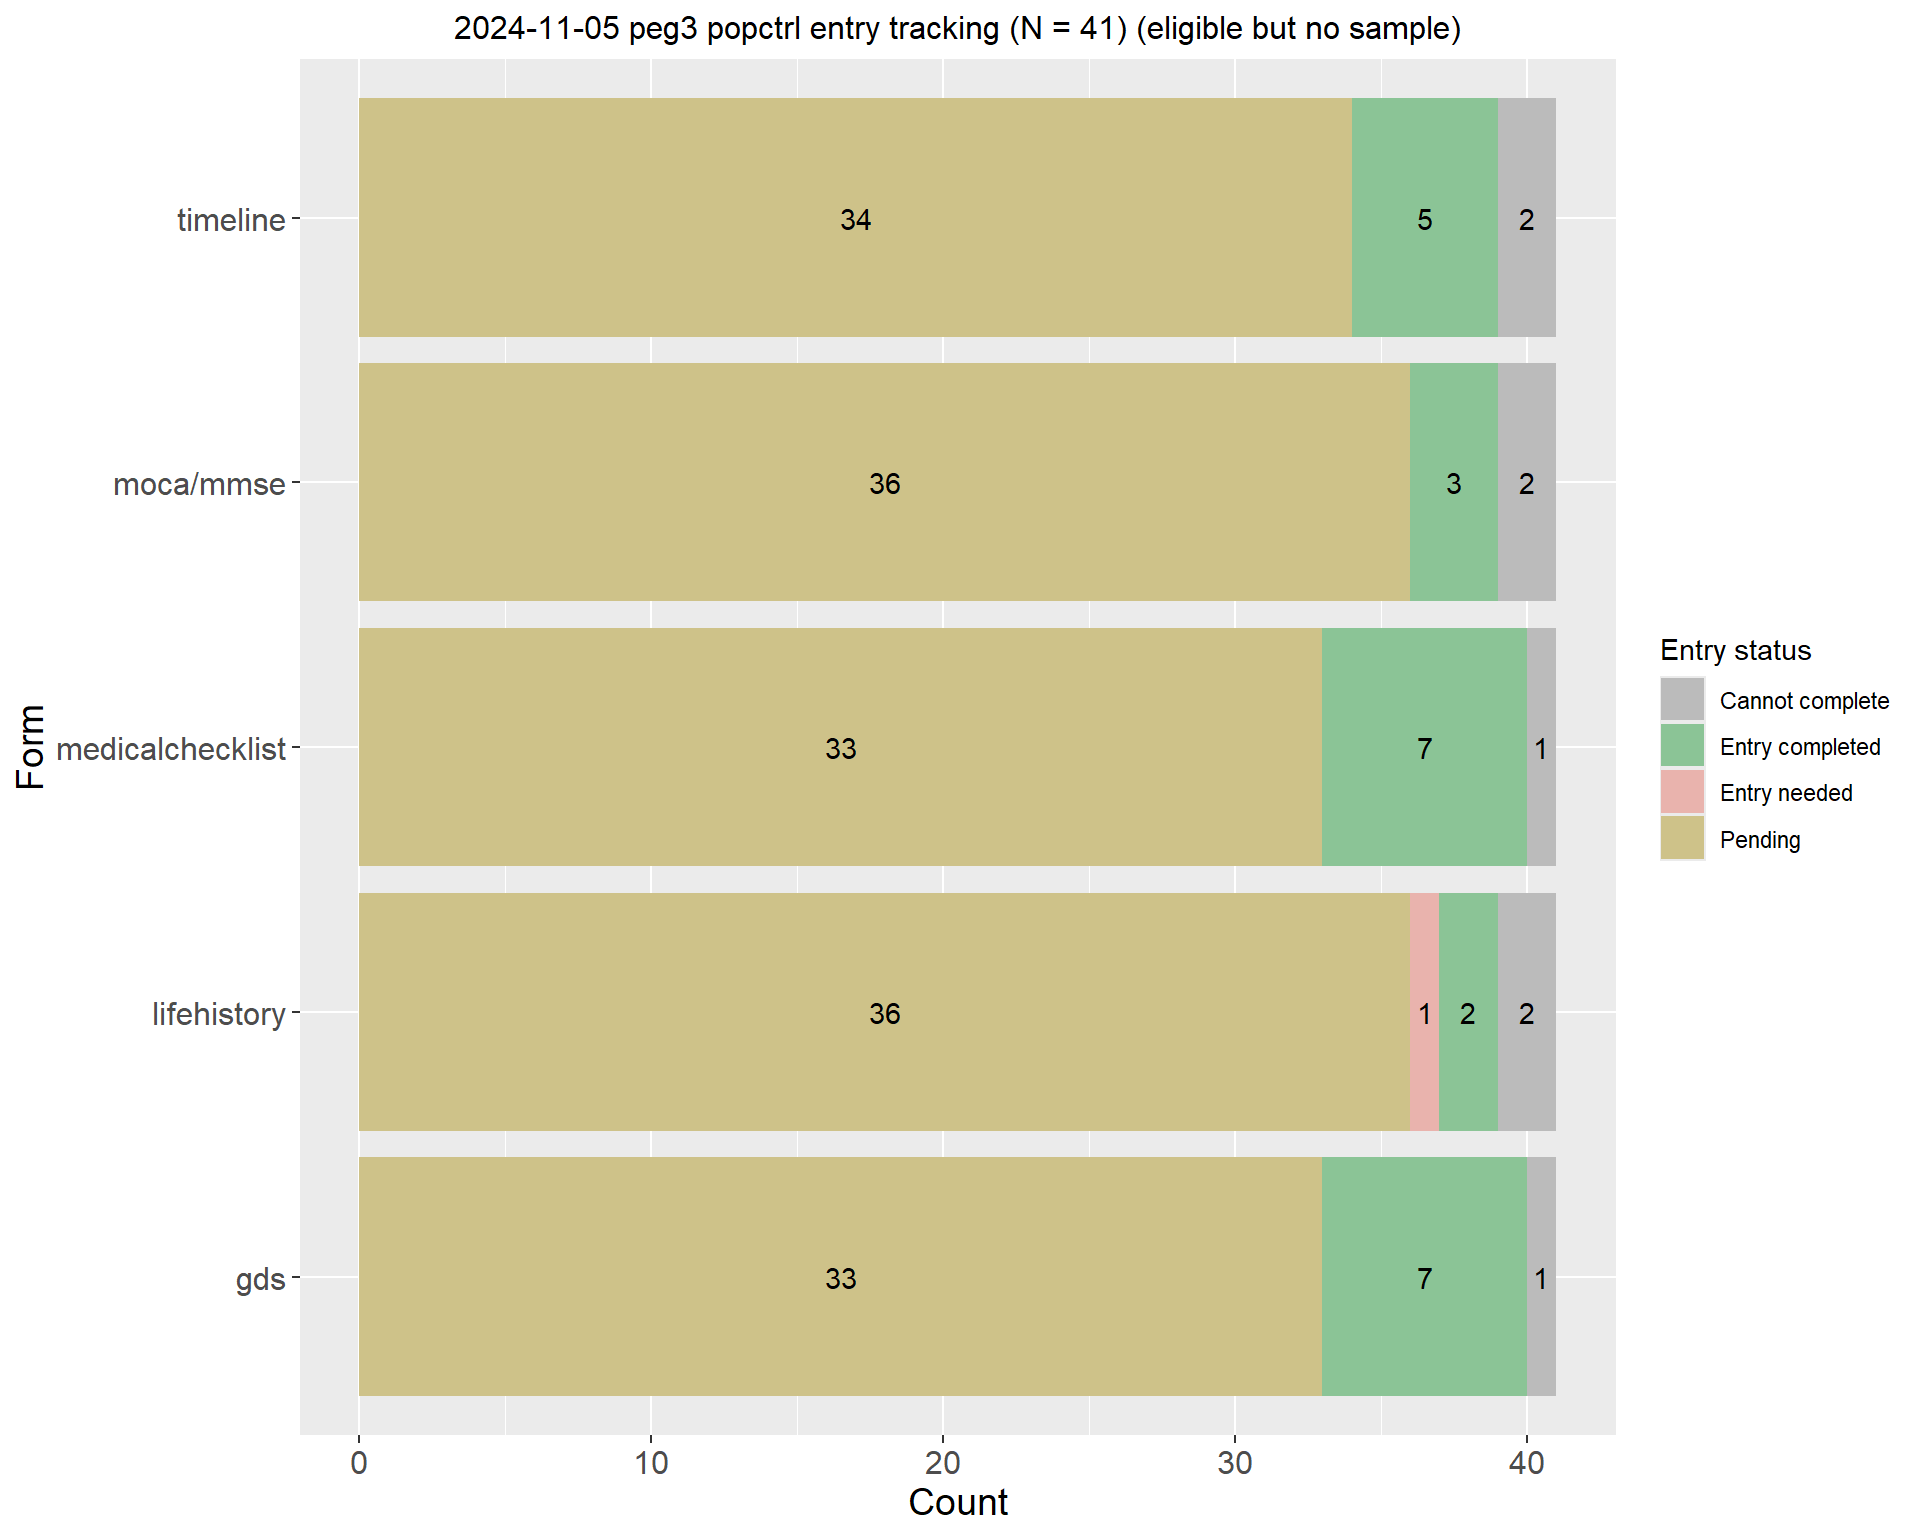 2024-11-05 peg3 popctrl entry tracking (N = 41) (eligible but no sample)
Form
timeline
34
5
2
moca/mmse
36
3
2
medicalchecklist
33
7
1
lifehistory
36
1
2
2
gds
33
7
1
0
10
20
30
40
Count
Entry status
Cannot complete
Entry completed
Entry needed
Pending